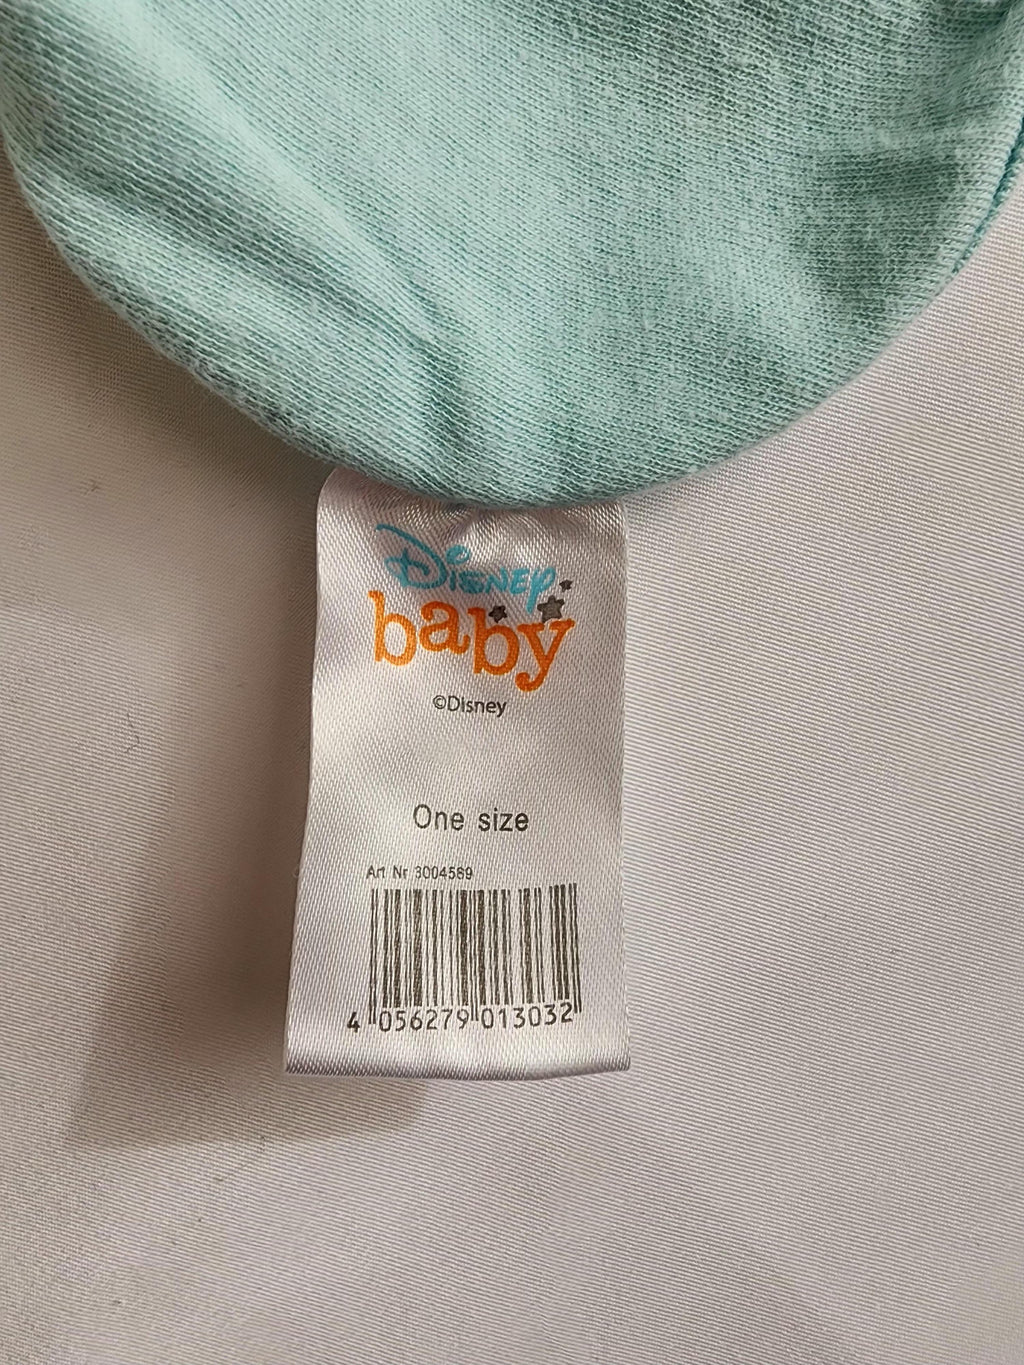 Disney
baby
©Disney
One size
Art Nr 3004589
4 056279 013032